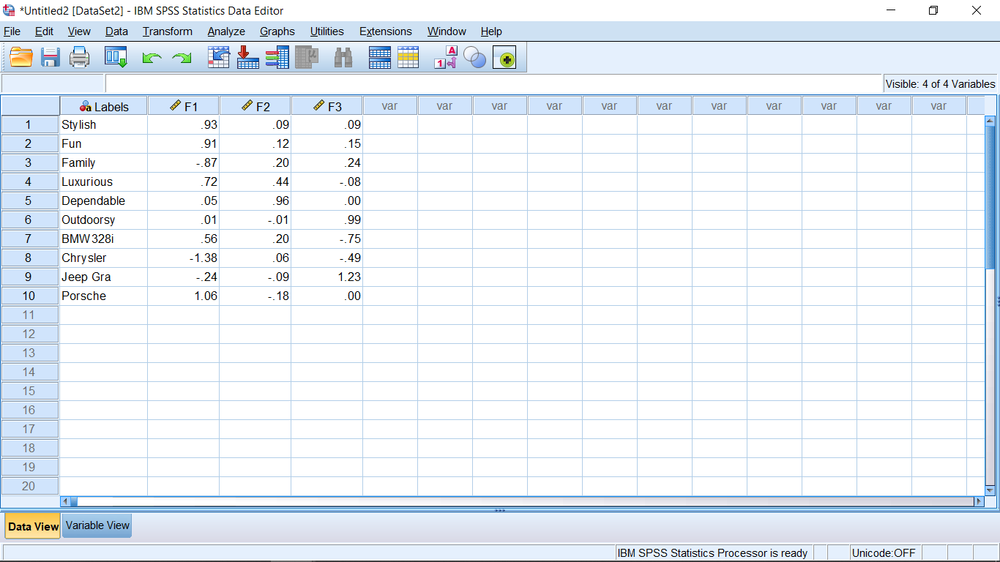 *Untitled2 [DataSet2] - IBM SPSS Statistics Data Editor
File Edit View Data Transform Analyze Graphs Utilities Extensions Window Help
A
1
μ
Visible: 4 of 4 Variables
a Labels F1 F2 F3 var var var var var var var var var var var
1 Stylish .93 .09 .09
2 Fun .91 .12 .15
3 Family -.87 .20 .24
4 Luxurious .72 .44 -.08
5 Dependable .05 .96 .00
6 Outdoorsy .01 -.01 .99
7 BMW 328i .56 .20 -.75
8 Chrysler -1.38 .06 -.49
9 Jeep Gra -.24 -.09 1.23
10 Porsche 1.06 -.18 .00
11
12
13
14
15
16
17
18
19
20
Data View Variable View
IBM SPSS Statistics Processor is ready Unicode:OFF